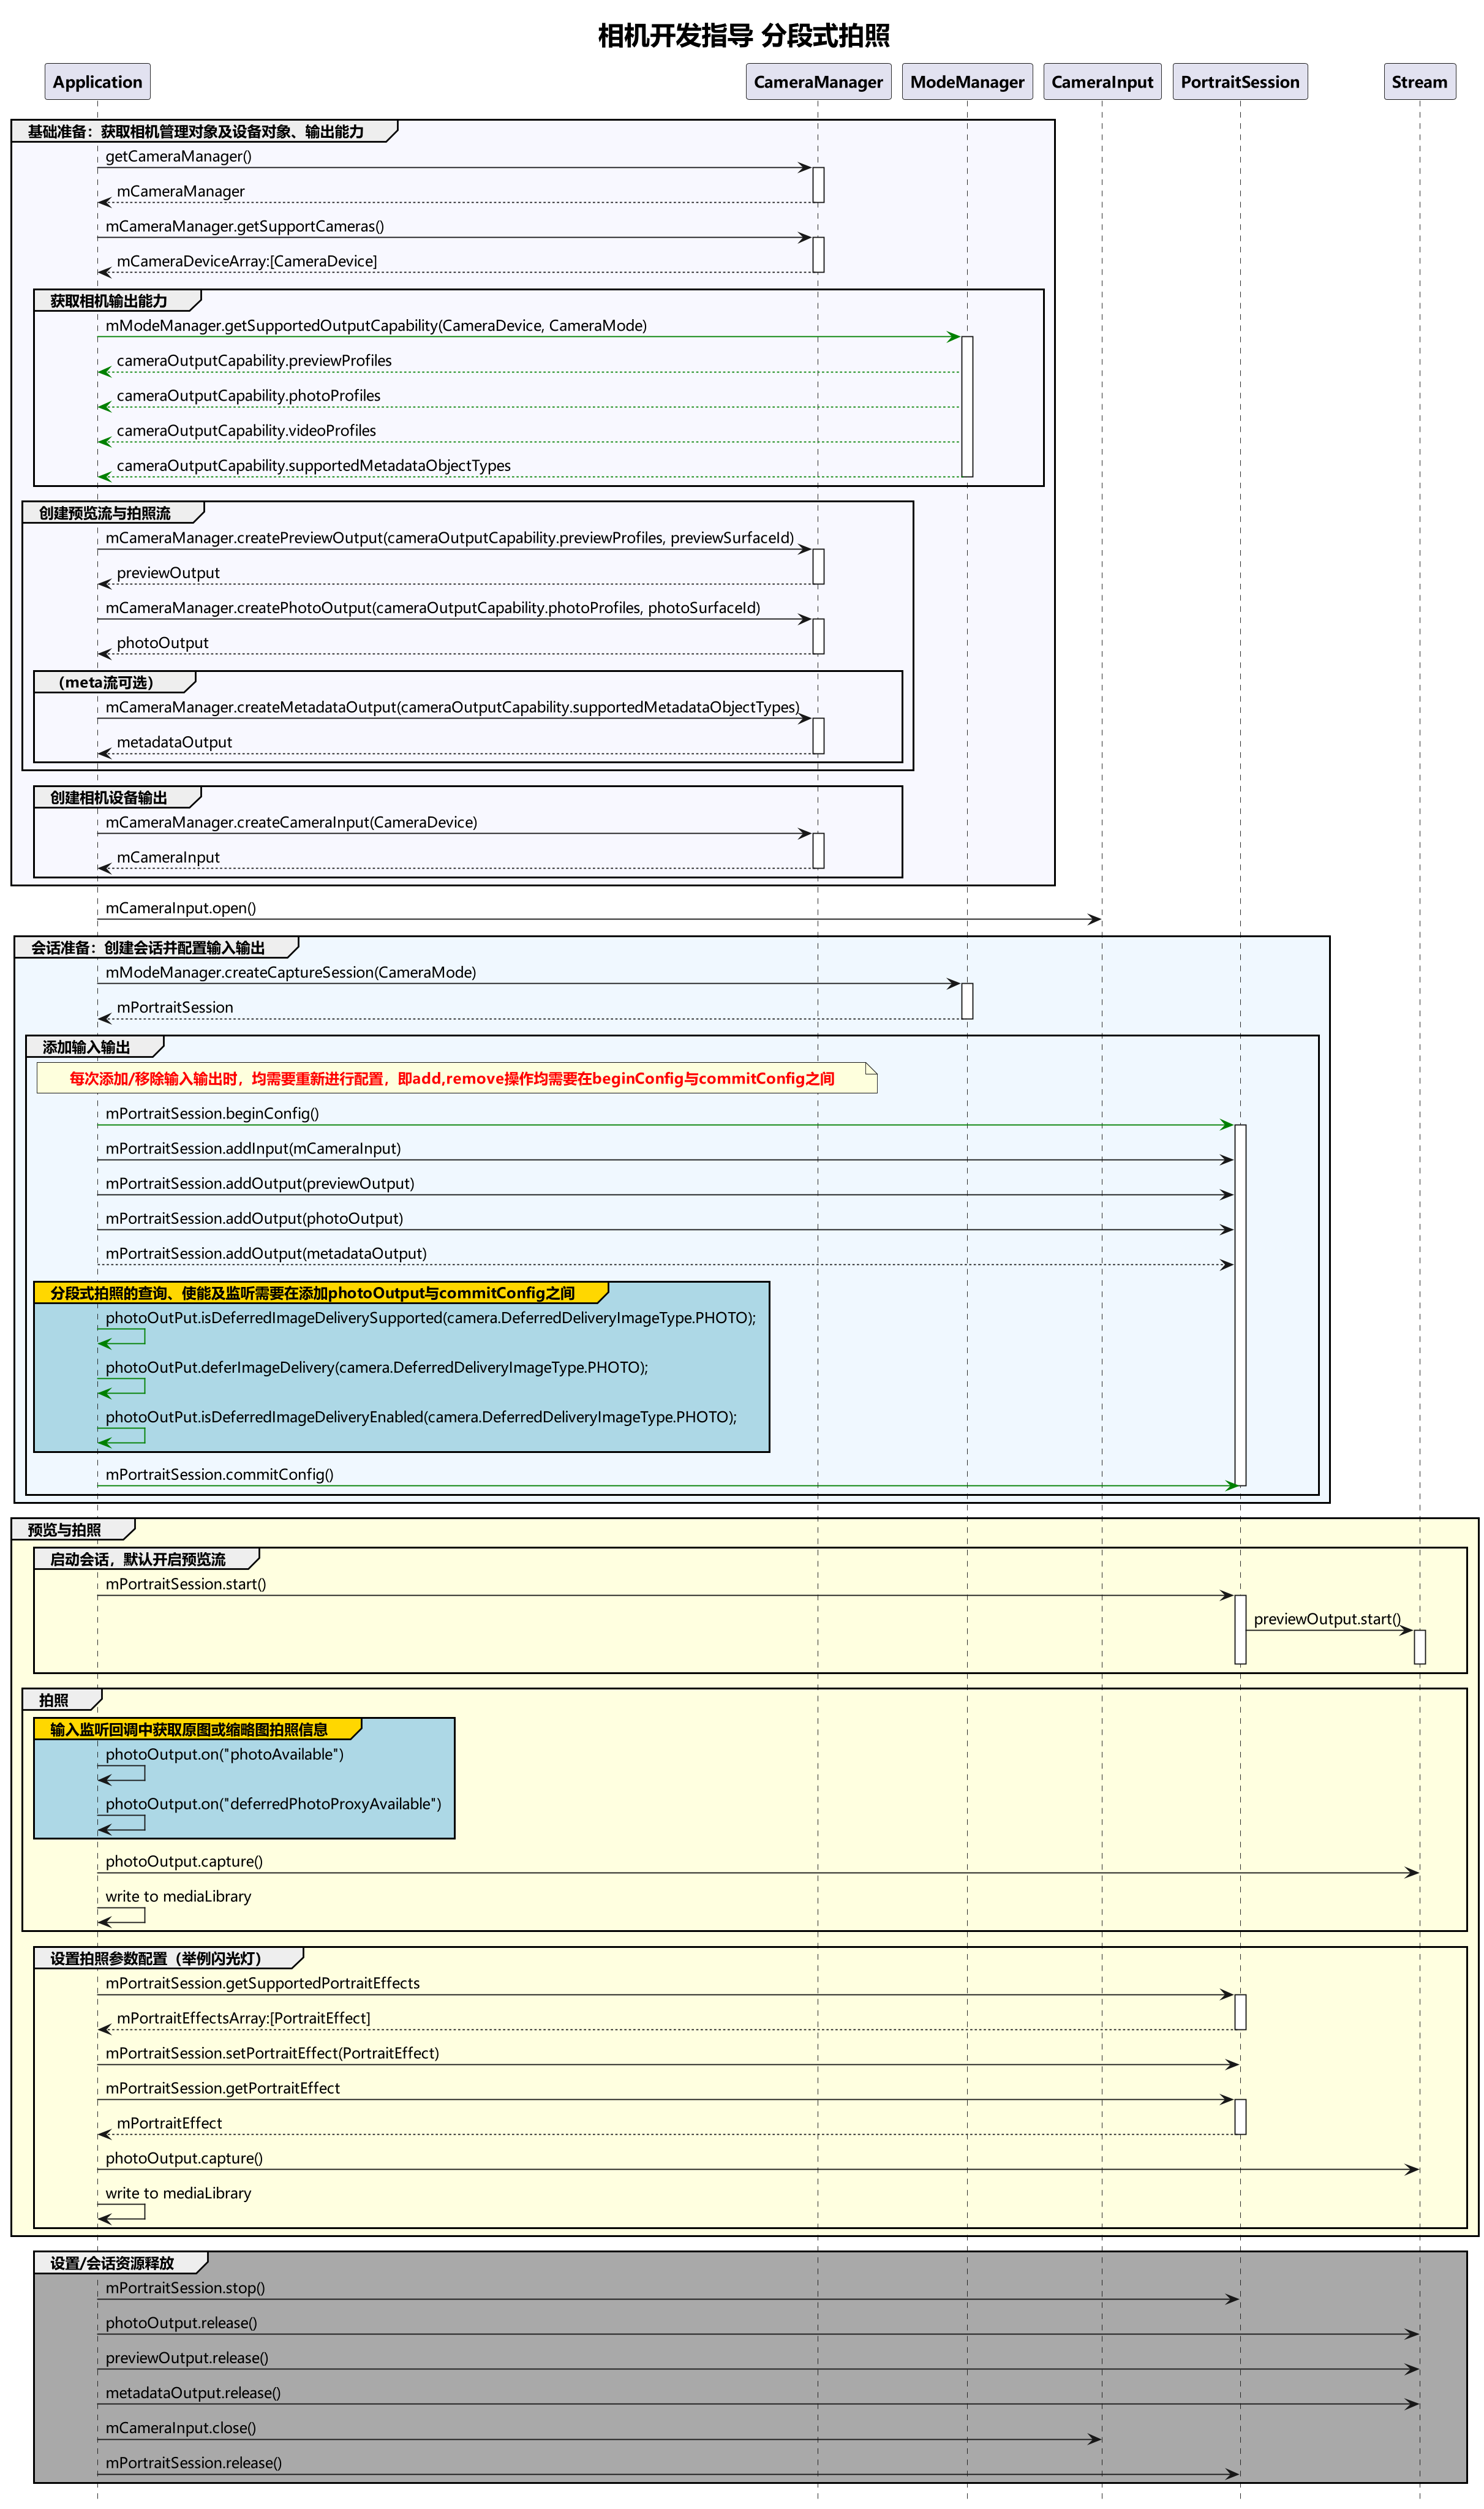 相机开发指导 分段式拍照
Application
CameraManager
ModeManager
CameraInput
PortraitSession
Stream
基础准备：获取相机管理对象及设备对象、输出能力
getCameraManager()
mCameraManager
mCameraManager.getSupportCameras()
mCameraDeviceArray:[CameraDevice]
获取相机输出能力
mModeManager.getSupportedOutputCapability(CameraDevice, CameraMode)
cameraOutputCapability.previewProfiles
cameraOutputCapability.photoProfiles
cameraOutputCapability.videoProfiles
cameraOutputCapability.supportedMetadataObjectTypes
创建预览流与拍照流
mCameraManager.createPreviewOutput(cameraOutputCapability.previewProfiles, previewSurfaceId)
previewOutput
mCameraManager.createPhotoOutput(cameraOutputCapability.photoProfiles, photoSurfaceId)
photoOutput
（meta流可选）
mCameraManager.createMetadataOutput(cameraOutputCapability.supportedMetadataObjectTypes)
metadataOutput
创建相机设备输出
mCameraManager.createCameraInput(CameraDevice)
mCameraInput
mCameraInput.open()
会话准备：创建会话并配置输入输出
mModeManager.createCaptureSession(CameraMode)
mPortraitSession
添加输入输出
每次添加/移除输入输出时，均需要重新进行配置，即add,remove操作均需要在beginConfig与commitConfig之间
mPortraitSession.beginConfig()
mPortraitSession.addInput(mCameraInput)
mPortraitSession.addOutput(previewOutput)
mPortraitSession.addOutput(photoOutput)
mPortraitSession.addOutput(metadataOutput)
分段式拍照的查询、使能及监听需要在添加photoOutput与commitConfig之间
photoOutPut.isDeferredImageDeliverySupported(camera.DeferredDeliveryImageType.PHOTO);
photoOutPut.deferImageDelivery(camera.DeferredDeliveryImageType.PHOTO);
photoOutPut.isDeferredImageDeliveryEnabled(camera.DeferredDeliveryImageType.PHOTO);
mPortraitSession.commitConfig()
预览与拍照
启动会话，默认开启预览流
mPortraitSession.start()
previewOutput.start()
拍照
输入监听回调中获取原图或缩略图拍照信息
photoOutput.on("photoAvailable")
photoOutput.on("deferredPhotoProxyAvailable")
photoOutput.capture()
write to mediaLibrary
设置拍照参数配置（举例闪光灯）
mPortraitSession.getSupportedPortraitEffects
mPortraitEffectsArray:[PortraitEffect]
mPortraitSession.setPortraitEffect(PortraitEffect)
mPortraitSession.getPortraitEffect
mPortraitEffect
photoOutput.capture()
write to mediaLibrary
设置/会话资源释放
mPortraitSession.stop()
photoOutput.release()
previewOutput.release()
metadataOutput.release()
mCameraInput.close()
mPortraitSession.release()